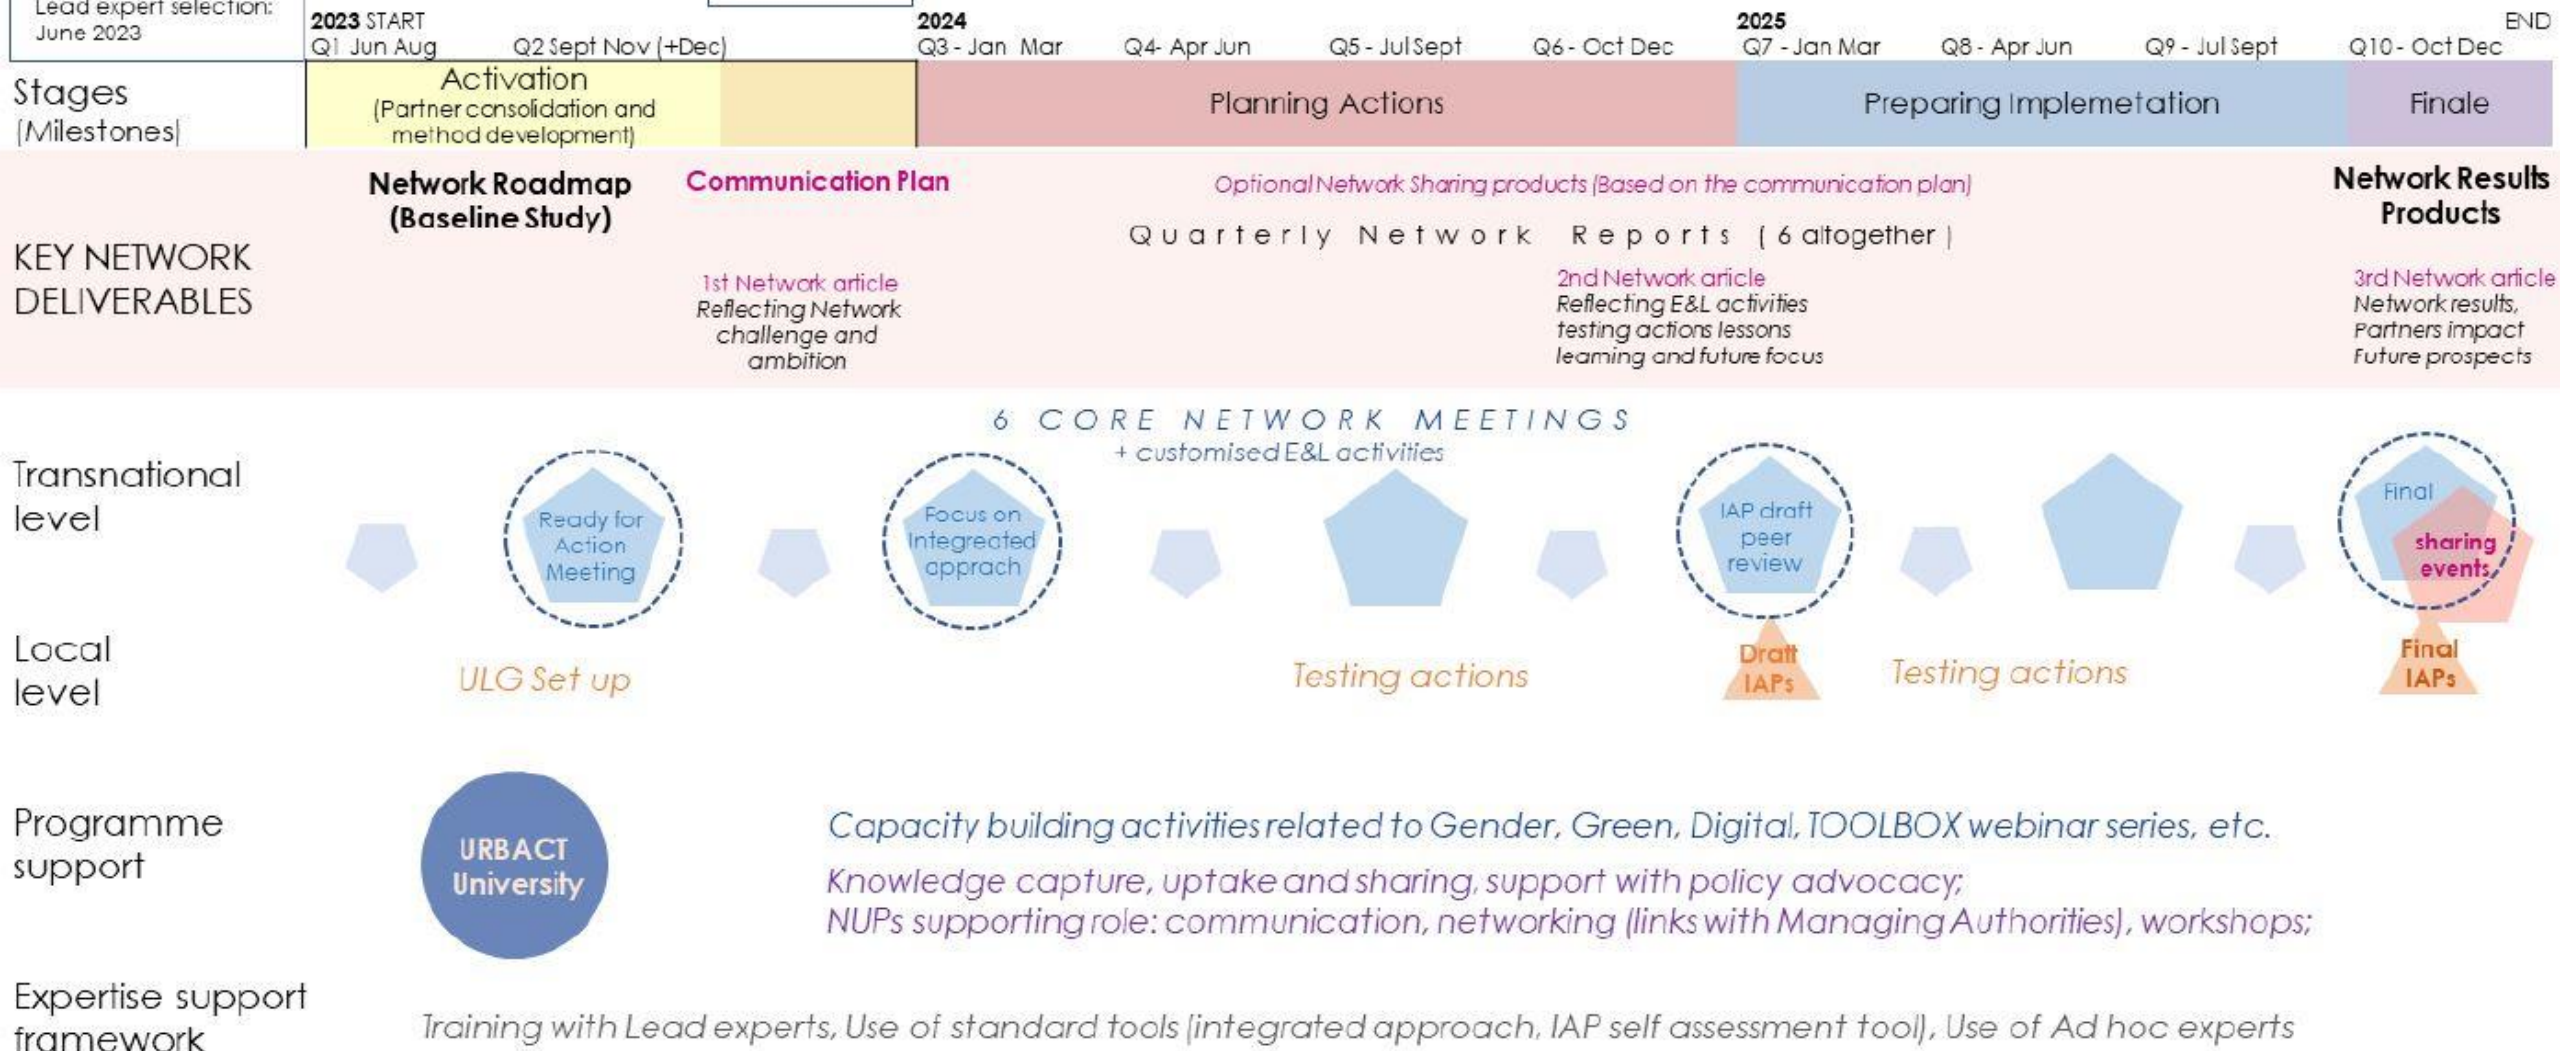 Lead expert selection:
June 2023
2023 START
Q1 Jun Aug
Q2 Sept Nov (+Dec)
2024
Q3 - Jan Mar
Q4- Apr Jun
Q5 - Jul Sept
Q6 - Oct Dec
2025
Q7 - Jan Mar
Q8 - Apr Jun
Q9 - Jul Sept
END
Q10 - Oct Dec
Stages
(Milestones)
Activation
(Partner consolidation and
method development)
Planning Actions
Preparing Implemetation
Finale
KEY NETWORK
DELIVERABLES
Network Roadmap
(Baseline Study)
Communication Plan
Optional Network Sharing products (Based on the communication plan)
Network Results
Products
Quarterly Network Reports ( 6 altogether )
1st Network article
Reflecting Network
challenge and
ambition
2nd Network article
Reflecting E&L activities
testing actions lessons
learning and future focus
3rd Network article
Network results,
Partners impact
Future prospects
6 CORE NETWORK MEETINGS
+ customised E&L activities
Transnational
level
Ready for
Action
Meeting
Focus on
Integreated
apprach
IAP draft
peer
review
Final
sharing
events
Local
level
ULG Set up
Testing actions
Draft
IAPs
Testing actions
Final
IAPs
Programme
support
URBACT
University
Capacity building activities related to Gender, Green, Digital, TOOLBOX webinar series, etc.
Knowledge capture, uptake and sharing, support with policy advocacy;
NUPs supporting role: communication, networking (links with Managing Authorities), workshops;
Expertise support
framework
Training with Lead experts, Use of standard tools (integrated approach, IAP self assessment tool), Use of Ad hoc experts